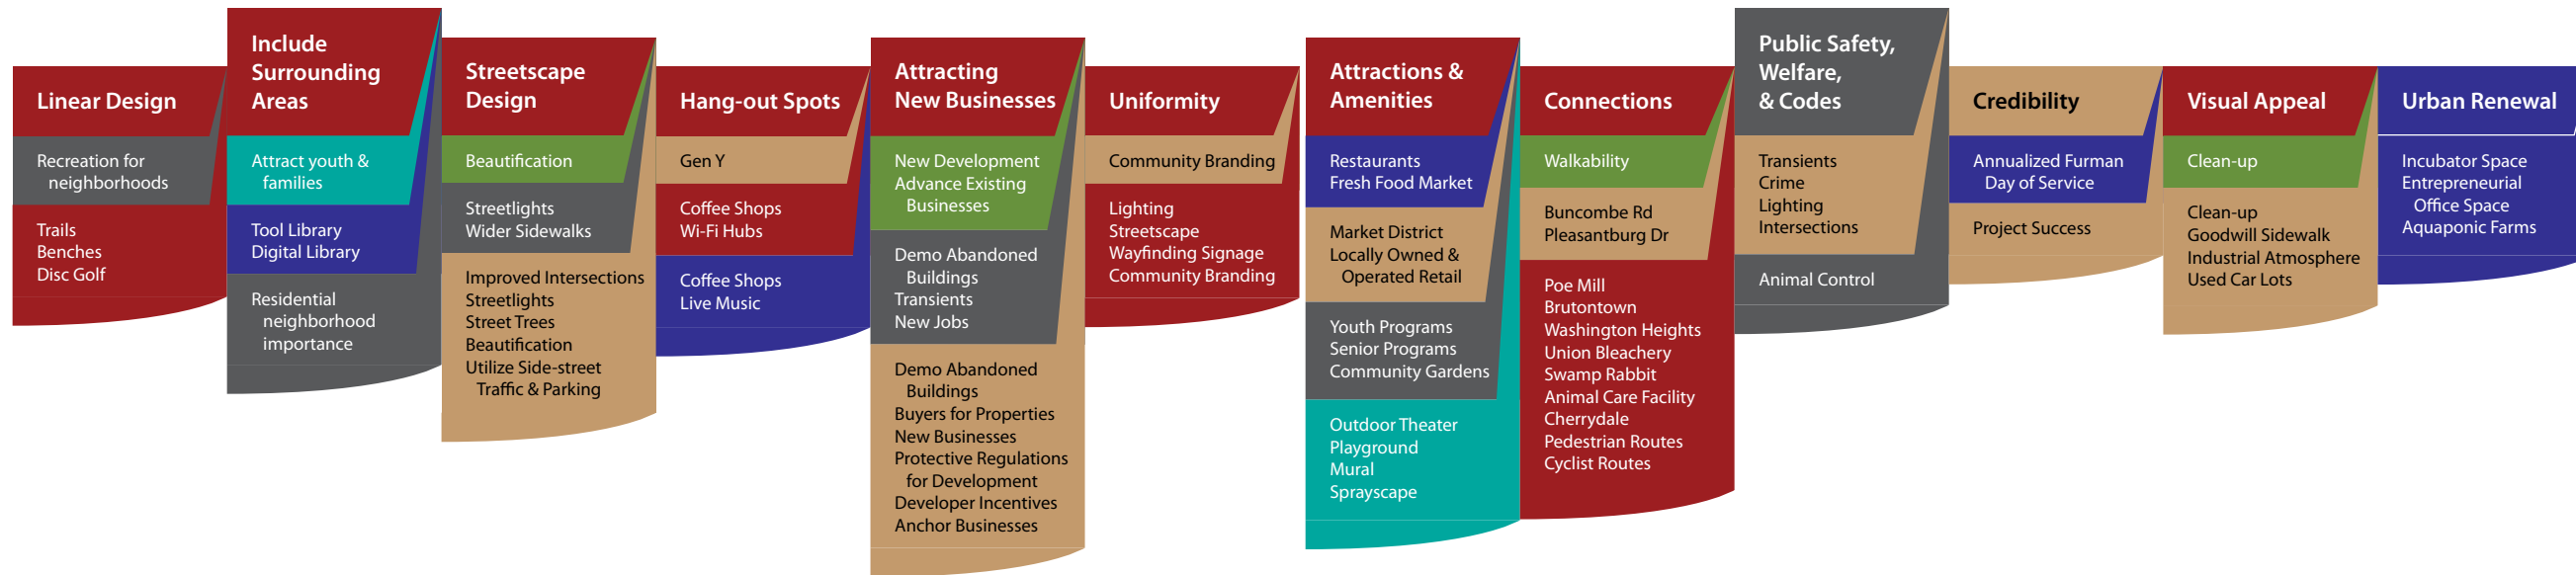 Linear Design
Recreation for
neighborhoods
Trails
Benches
Disc Golf
Include
Surrounding
Areas
Attract youth &
families
Tool Library
Digital Library
Residential
neighborhood
importance
Streetscape
Design
Beautification
Streetlights
Wider Sidewalks
Improved Intersections
Streetlights
Street Trees
Beautification
Utilize Side-street
Traffic & Parking
Hang-out Spots
Gen Y
Coffee Shops
Wi-Fi Hubs
Coffee Shops
Live Music
Attracting
New Businesses
New Development
Advance Existing
Businesses
Demo Abandoned
Buildings
Transients
New Jobs
Demo Abandoned
Buildings
Buyers for Properties
New Businesses
Protective Regulations
for Development
Developer Incentives
Anchor Businesses
Uniformity
Community Branding
Lighting
Streetscape
Wayfinding Signage
Community Branding
Attractions &
Amenities
Restaurants
Fresh Food Market
Market District
Locally Owned &
Operated Retail
Youth Programs
Senior Programs
Community Gardens
Outdoor Theater
Playground
Mural
Sprayscape
Connections
Walkability
Buncombe Rd
Pleasantburg Dr
Poe Mill
Brutontown
Washington Heights
Union Bleachery
Swamp Rabbit
Animal Care Facility
Cherrydale
Pedestrian Routes
Cyclist Routes
Public Safety,
Welfare,
& Codes
Transients
Crime
Lighting
Intersections
Animal Control
Credibility
Annualized Furman
Day of Service
Project Success
Visual Appeal
Clean-up
Clean-up
Goodwill Sidewalk
Industrial Atmosphere
Used Car Lots
Urban Renewal
Incubator Space
Entrepreneurial
Office Space
Aquaponic Farms